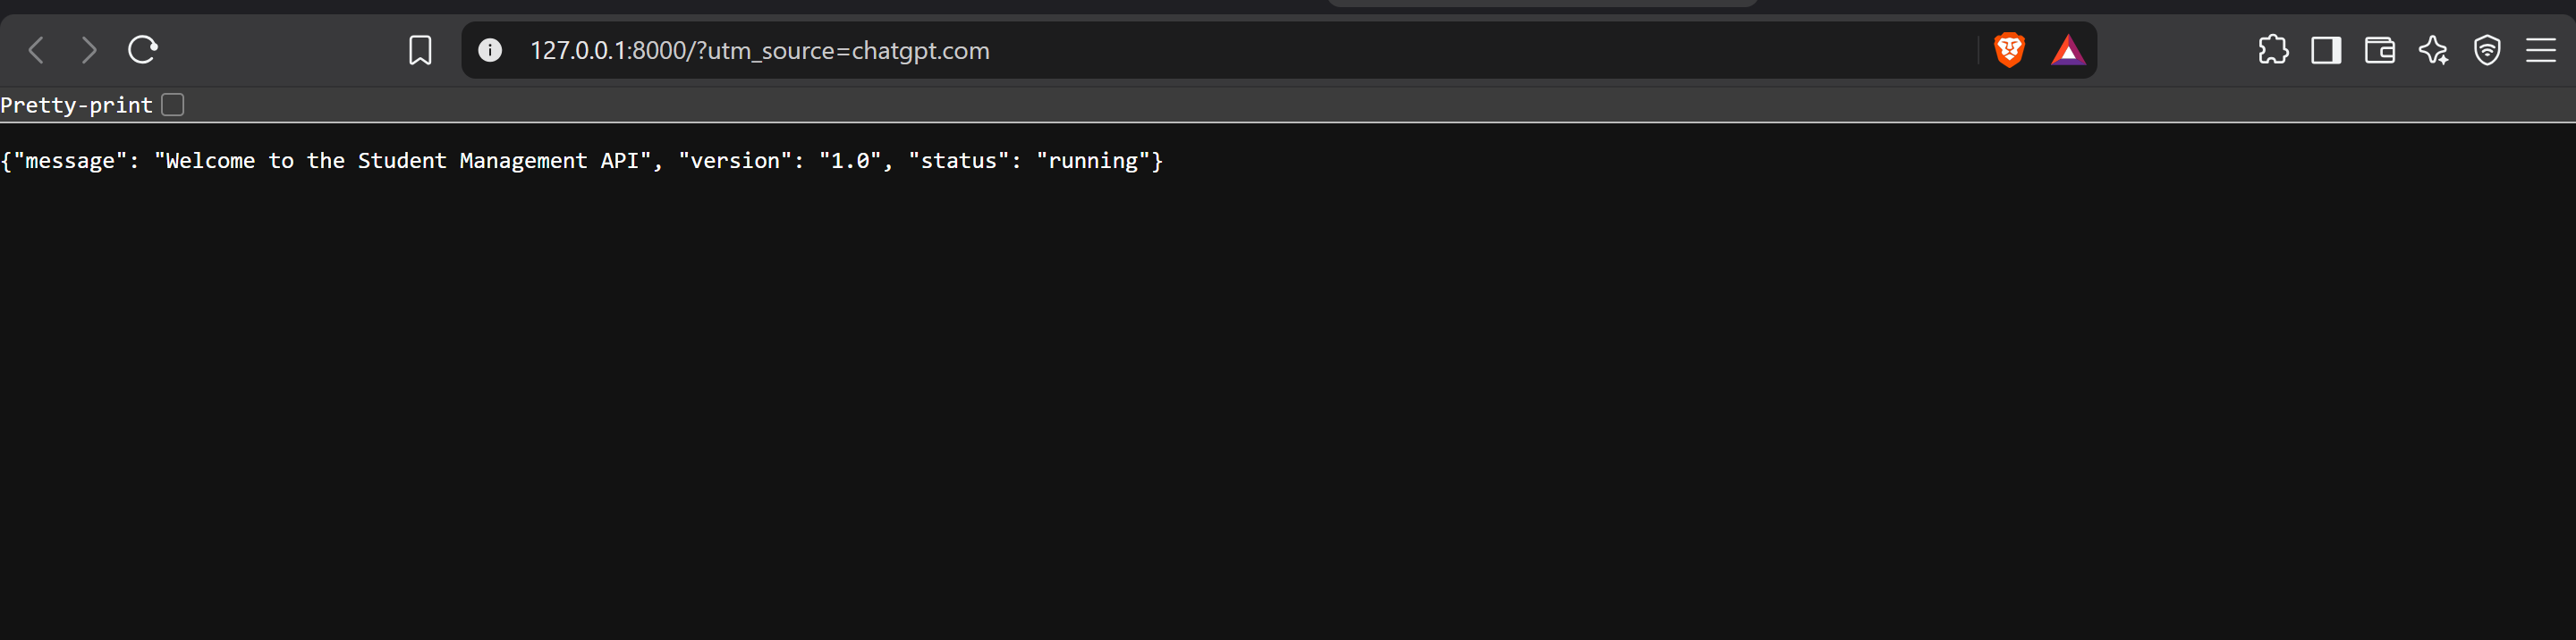 127.0.0.1:8000/?utm_source=chatgpt.com
Pretty-print
{"message": "Welcome to the Student Management API", "version": "1.0", "status": "running"}